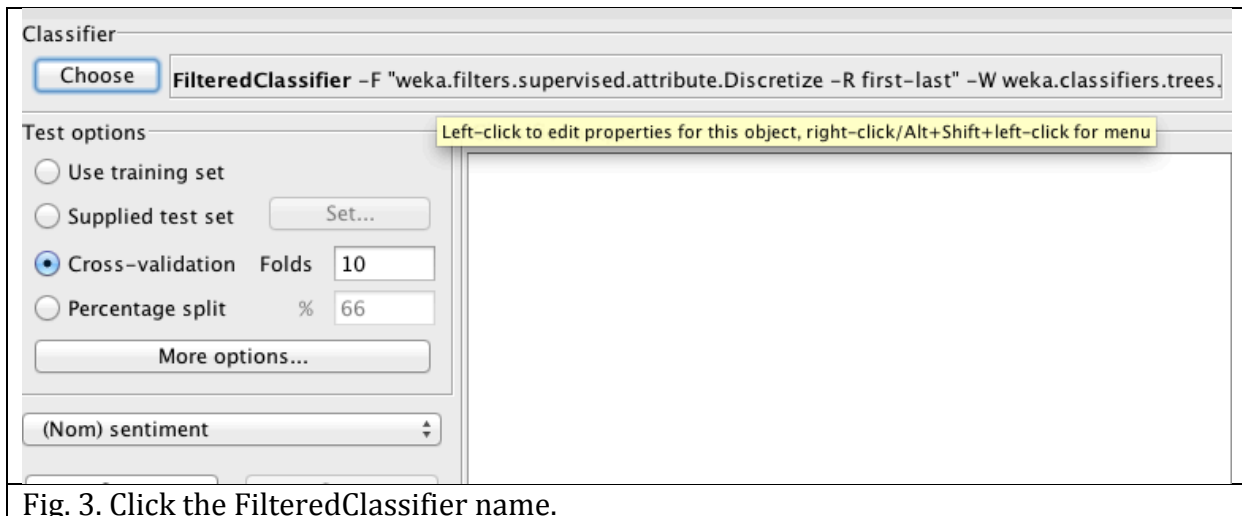 Classifier
Choose FilteredClassifier –F "weka.filters.supervised.attribute.Discretize –R first–last" –W weka.classifiers.trees.
Left–click to edit properties for this object, right–click/Alt+Shift+left–click for menu
Test options
Use training set
Supplied test set Set...
Cross–validation Folds 10
Percentage split % 66
More options...
(Nom) sentiment
Fig. 3. Click the FilteredClassifier name.